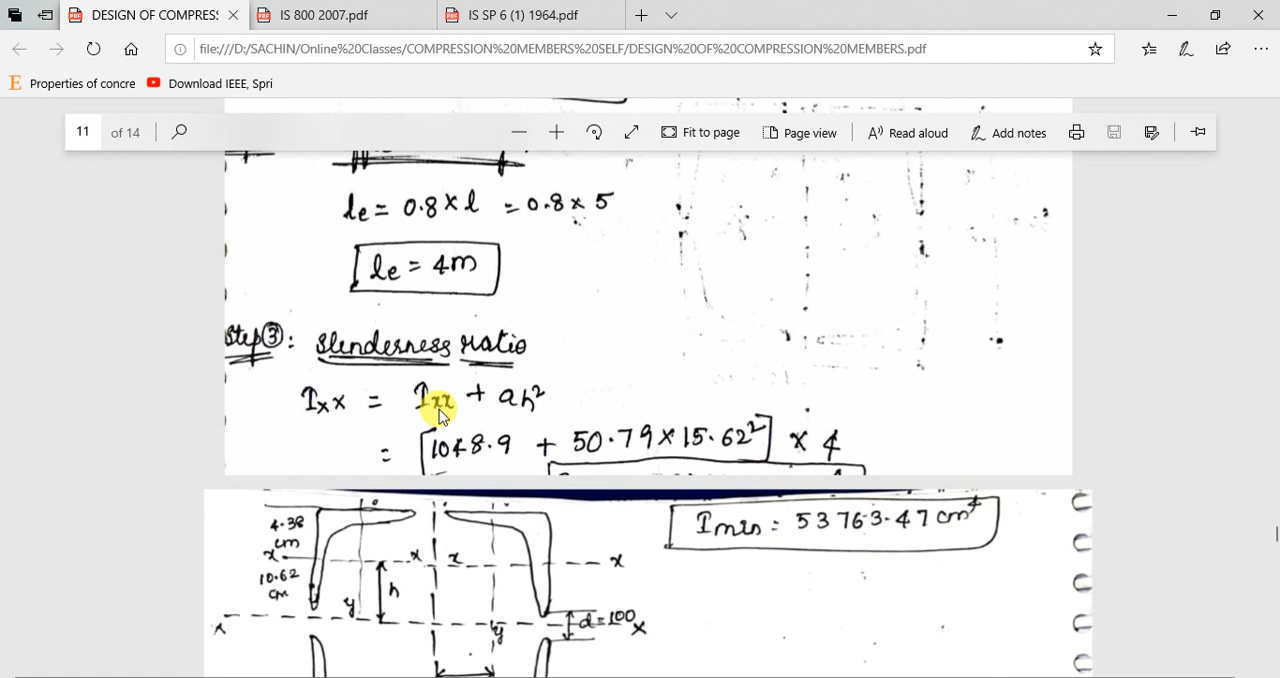 DESIGN OF COMPRESS
IS 800 2007.pdf
IS SP 6 (1) 1964.pdf
file:///D:/SACHIN/Online%20Classes/COMPRESSION%20MEMBERS%20SELF/DESIGN%20OF%20COMPRESSION%20MEMBERS.pdf
Properties of concre
Download IEEE, Spri
11 of 14
Fit to page
Page view
Read aloud
Add notes
le = 0.8 x l = 0.8 x 5
le = 4m
Step ③: Slenderness ratio
Ixx = Ixx + ah²
= [1048.9 + 50.79 x 15.62²] x 4
4.38
cm
x x x x
10.62
cm
h
y
x y d=100 x
Imin = 53763.47 cm⁴